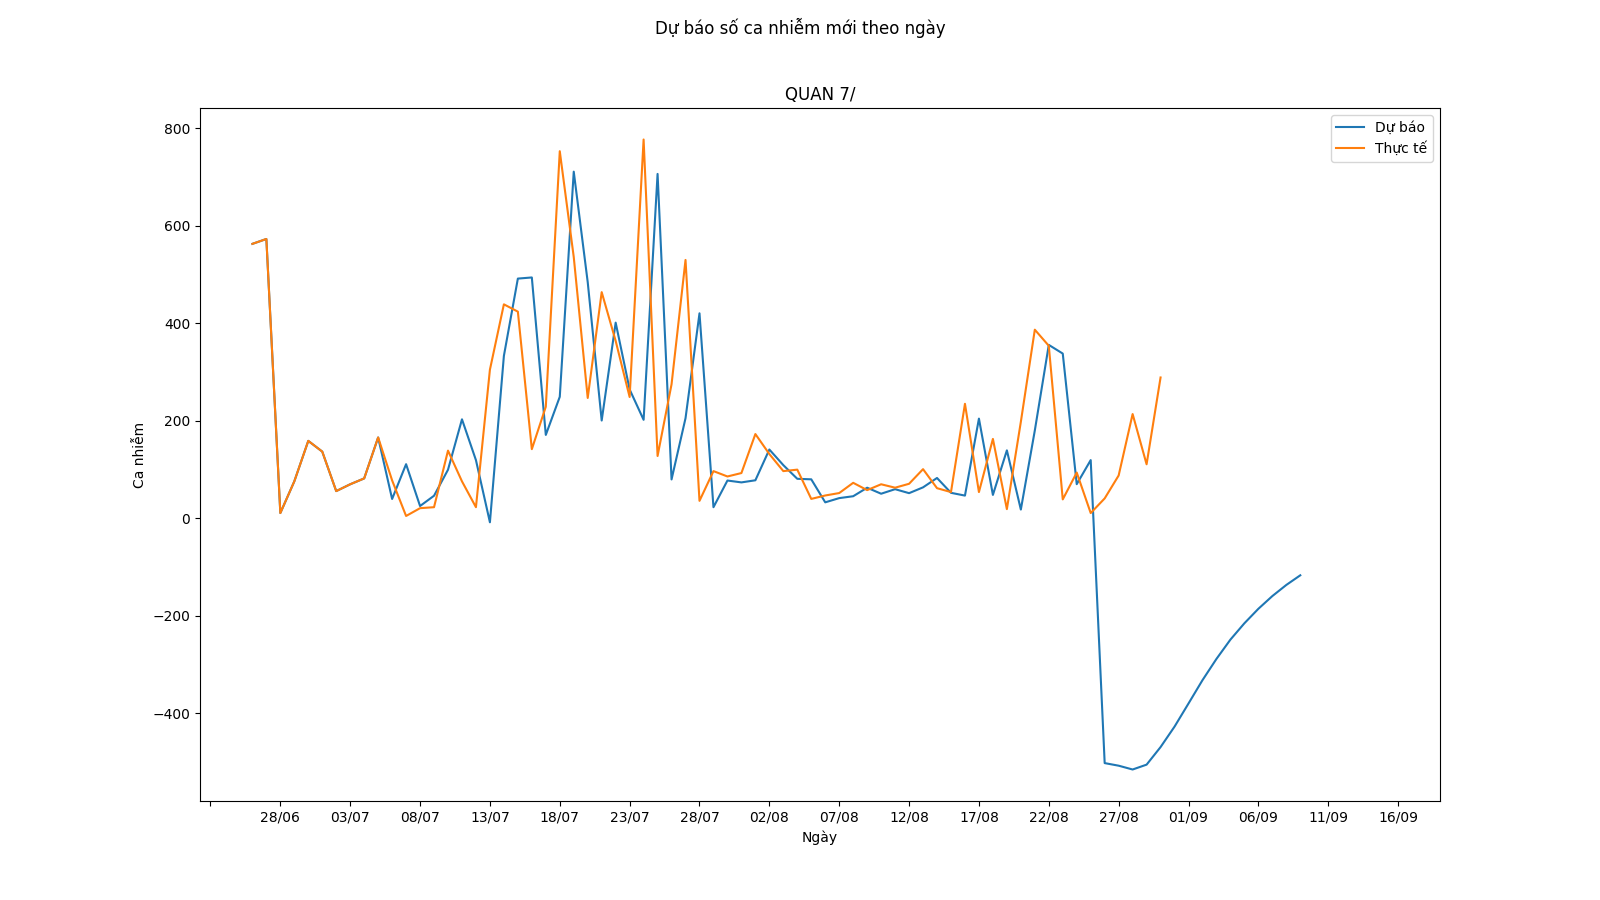 Dự báo số ca nhiễm mới theo ngày
QUAN 7/
Dự báo
Thực tế
800
600
400
200
0
−200
−400
Ca nhiễm
28/06 03/07 08/07 13/07 18/07 23/07 28/07 02/08 07/08 12/08 17/08 22/08 27/08 01/09 06/09 11/09 16/09
Ngày